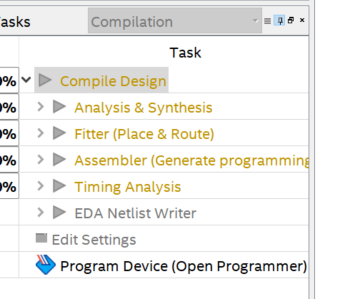 asks
Compilation
Task
0%
Compile Design
0%
Analysis & Synthesis
0%
Fitter (Place & Route)
0%
Assembler (Generate programming
0%
Timing Analysis
EDA Netlist Writer
Edit Settings
Program Device (Open Programmer)